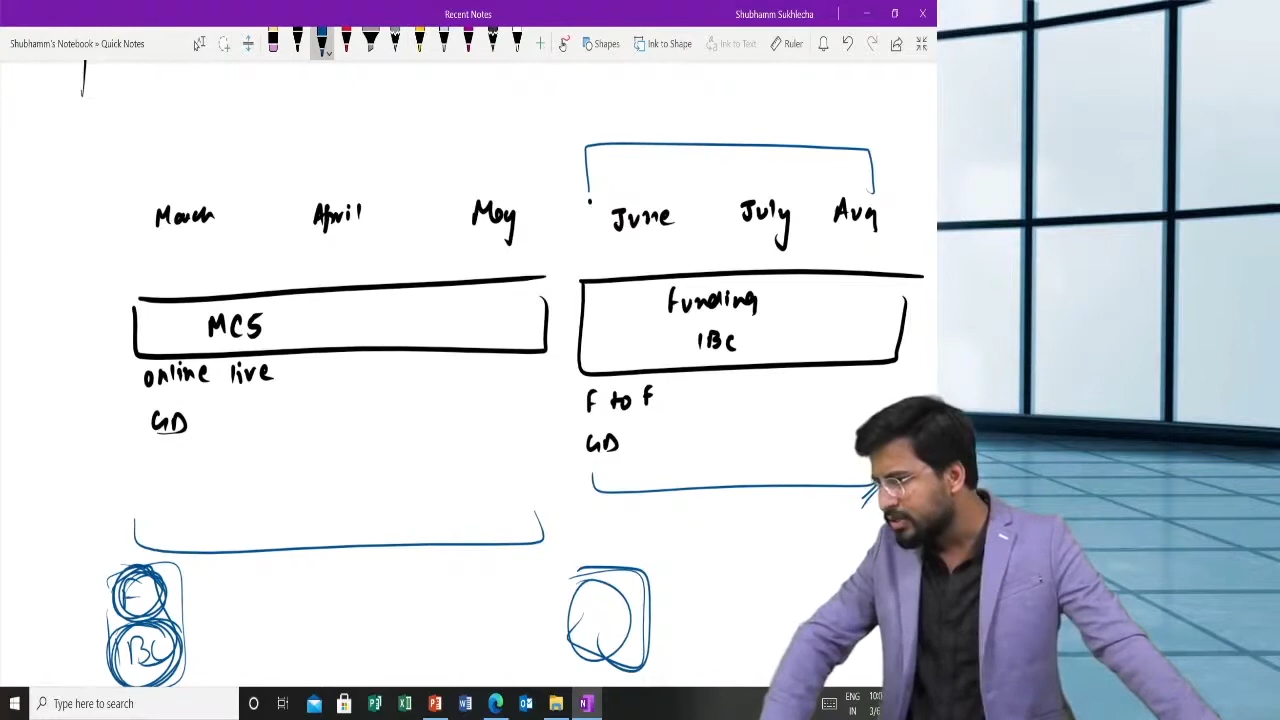 Recent Notes
Shubhamm Sukhlecha
Shubhamm's Notebook » Quick Notes
Shapes
Ink to Shape
Ink to Text
Ruler
March April May June July Aug
MCS
Funding
IBC
online live
GD
F to F
GD
F
BC
Type here to search
ENG
IN